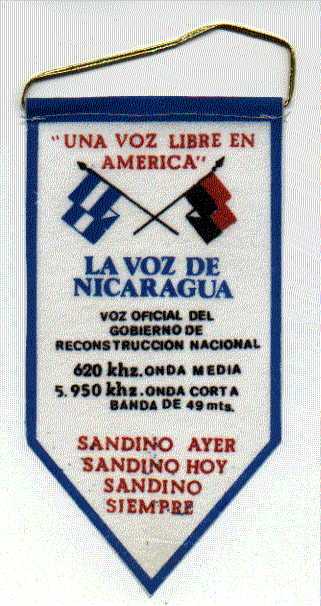 "UNA VOZ LIBRE EN
AMERICA"
LA VOZ DE
NICARAGUA
VOZ OFICIAL DEL
GOBIERNO DE
RECONSTRUCCION NACIONAL
620 khz. ONDA MEDIA
5.950 khz. ONDA CORTA
BANDA DE 49 mts.
SANDINO AYER
SANDINO HOY
SANDINO
SIEMPRE